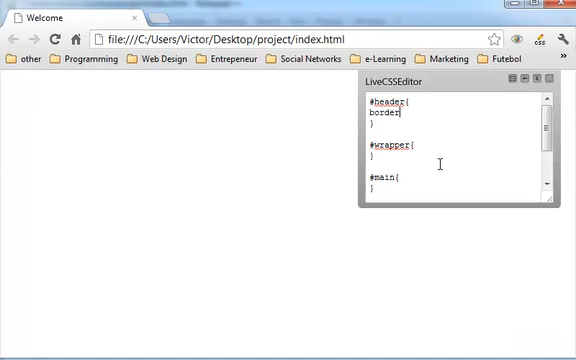 Welcome
file:///C:/Users/Victor/Desktop/project/index.html
css
other Programming Web Design Entrepeneur Social Networks e-Learning Marketing Futebol
LiveCSSEditor
#header{
border
}
#wrapper{
}
#main{
}